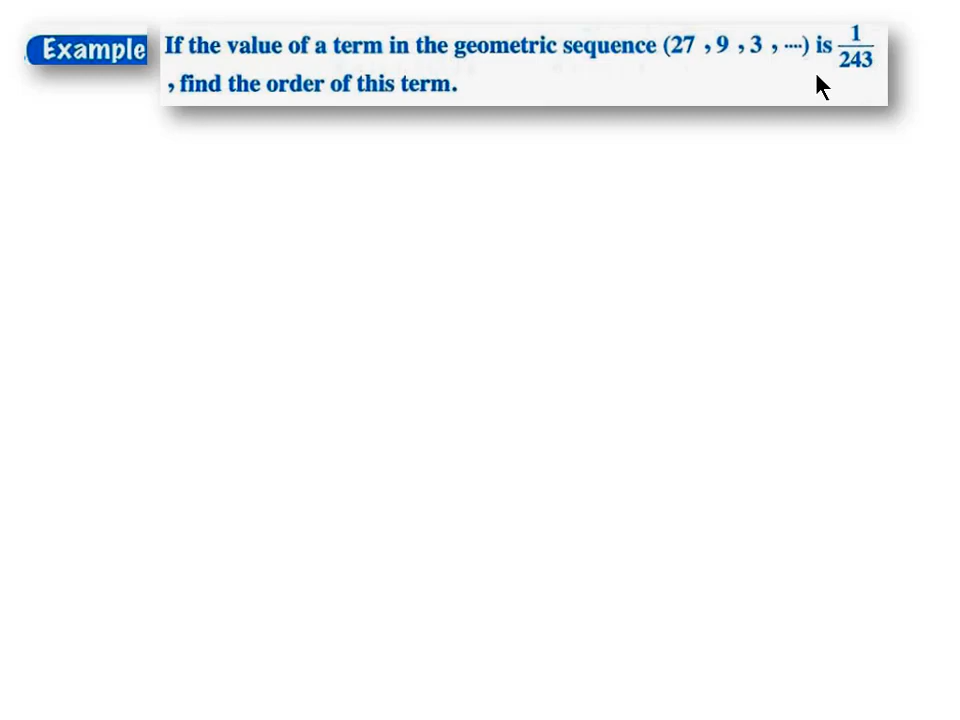 Example If the value of a term in the geometric sequence (27 , 9 , 3 , ····) is 1/243
, find the order of this term.